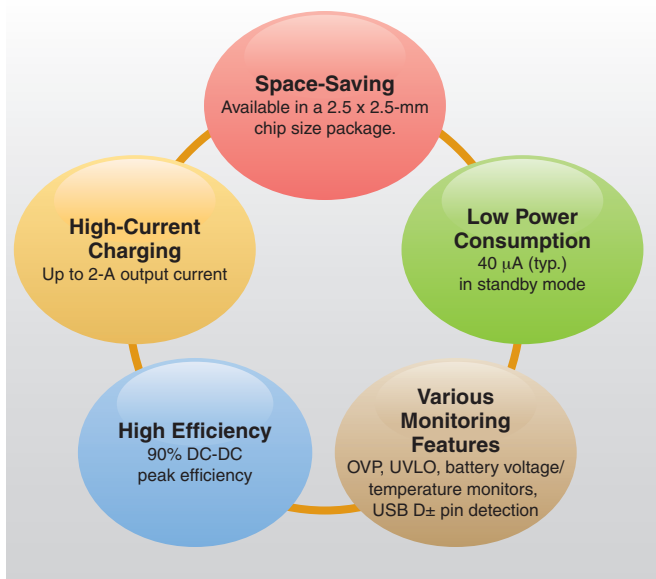 Space-Saving
Available in a 2.5 x 2.5-mm
chip size package.
High-Current
Charging
Up to 2-A output current
Low Power
Consumption
40 μA (typ.)
in standby mode
High Efficiency
90% DC-DC
peak efficiency
Various
Monitoring
Features
OVP, UVLO, battery voltage/
temperature monitors,
USB D± pin detection